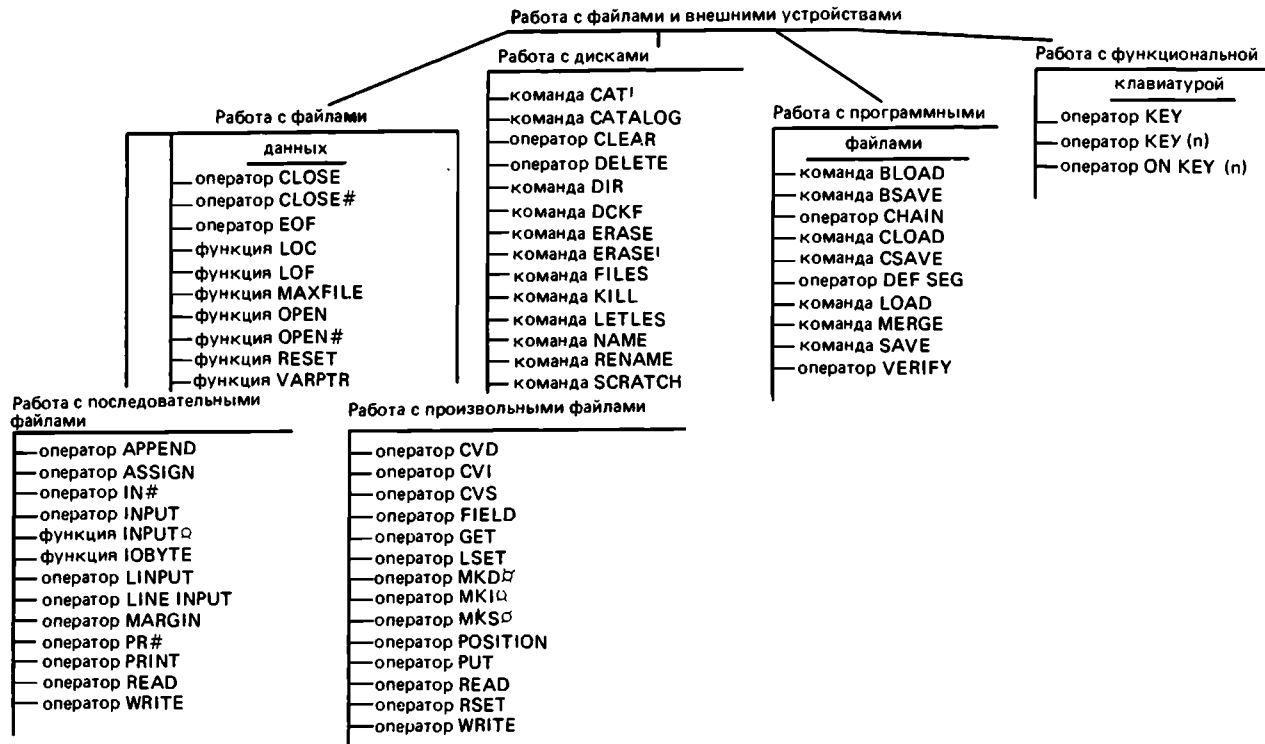 Работа с файлами и внешними устройствами
Работа с файлами
данных
оператор CLOSE
оператор CLOSE#
оператор EOF
функция LOC
функция LOF
функция MAXFILE
функция OPEN
функция OPEN#
функция RESET
функция VARPTR
Работа с дисками
команда CAT!
команда CATALOG
оператор CLEAR
оператор DELETE
команда DIR
команда DCKF
команда ERASE
команда ERASE!
команда FILES
команда KILL
команда LETLES
команда NAME
команда RENAME
команда SCRATCH
Работа с программными
файлами
команда BLOAD
команда BSAVE
оператор CHAIN
команда CLOAD
команда CSAVE
оператор DEF SEG
команда LOAD
команда MERGE
команда SAVE
оператор VERIFY
Работа с функциональной
клавиатурой
оператор KEY
оператор KEY (n)
оператор ON KEY (n)
Работа с последовательными
файлами
оператор APPEND
оператор ASSIGN
оператор IN#
оператор INPUT
функция INPUT¤
функция IOBYTE
оператор LINPUT
оператор LINE INPUT
оператор MARGIN
оператор PR#
оператор PRINT
оператор READ
оператор WRITE
Работа с произвольными файлами
оператор CVD
оператор CVI
оператор CVS
оператор FIELD
оператор GET
оператор LSET
оператор MKD¤
оператор MKI¤
оператор MKS¤
оператор POSITION
оператор PUT
оператор READ
оператор RSET
оператор WRITE